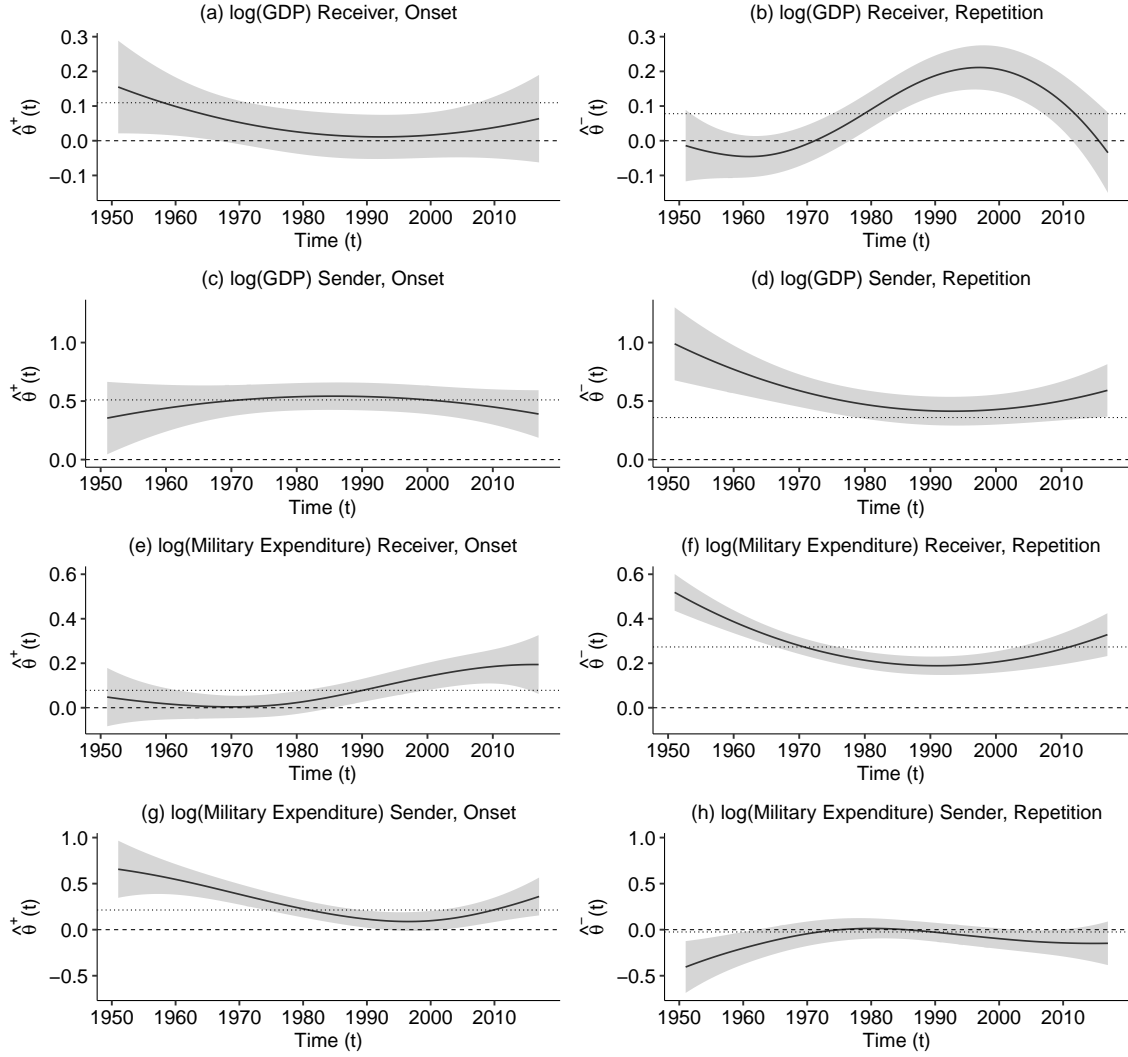 (a) log(GDP) Receiver, Onset
0.3
0.2
0.1
0.0
−0.1
θ̂⁺(t)
1950 1960 1970 1980 1990 2000 2010
Time (t)
(b) log(GDP) Receiver, Repetition
0.3
0.2
0.1
0.0
−0.1
θ̂⁻(t)
1950 1960 1970 1980 1990 2000 2010
Time (t)
(c) log(GDP) Sender, Onset
1.0
0.5
0.0
θ̂⁺(t)
1950 1960 1970 1980 1990 2000 2010
Time (t)
(d) log(GDP) Sender, Repetition
1.0
0.5
0.0
θ̂⁻(t)
1950 1960 1970 1980 1990 2000 2010
Time (t)
(e) log(Military Expenditure) Receiver, Onset
0.6
0.4
0.2
0.0
θ̂⁺(t)
1950 1960 1970 1980 1990 2000 2010
Time (t)
(f) log(Military Expenditure) Receiver, Repetition
0.6
0.4
0.2
0.0
θ̂⁻(t)
1950 1960 1970 1980 1990 2000 2010
Time (t)
(g) log(Military Expenditure) Sender, Onset
1.0
0.5
0.0
−0.5
θ̂⁺(t)
1950 1960 1970 1980 1990 2000 2010
Time (t)
(h) log(Military Expenditure) Sender, Repetition
1.0
0.5
0.0
−0.5
θ̂⁻(t)
1950 1960 1970 1980 1990 2000 2010
Time (t)